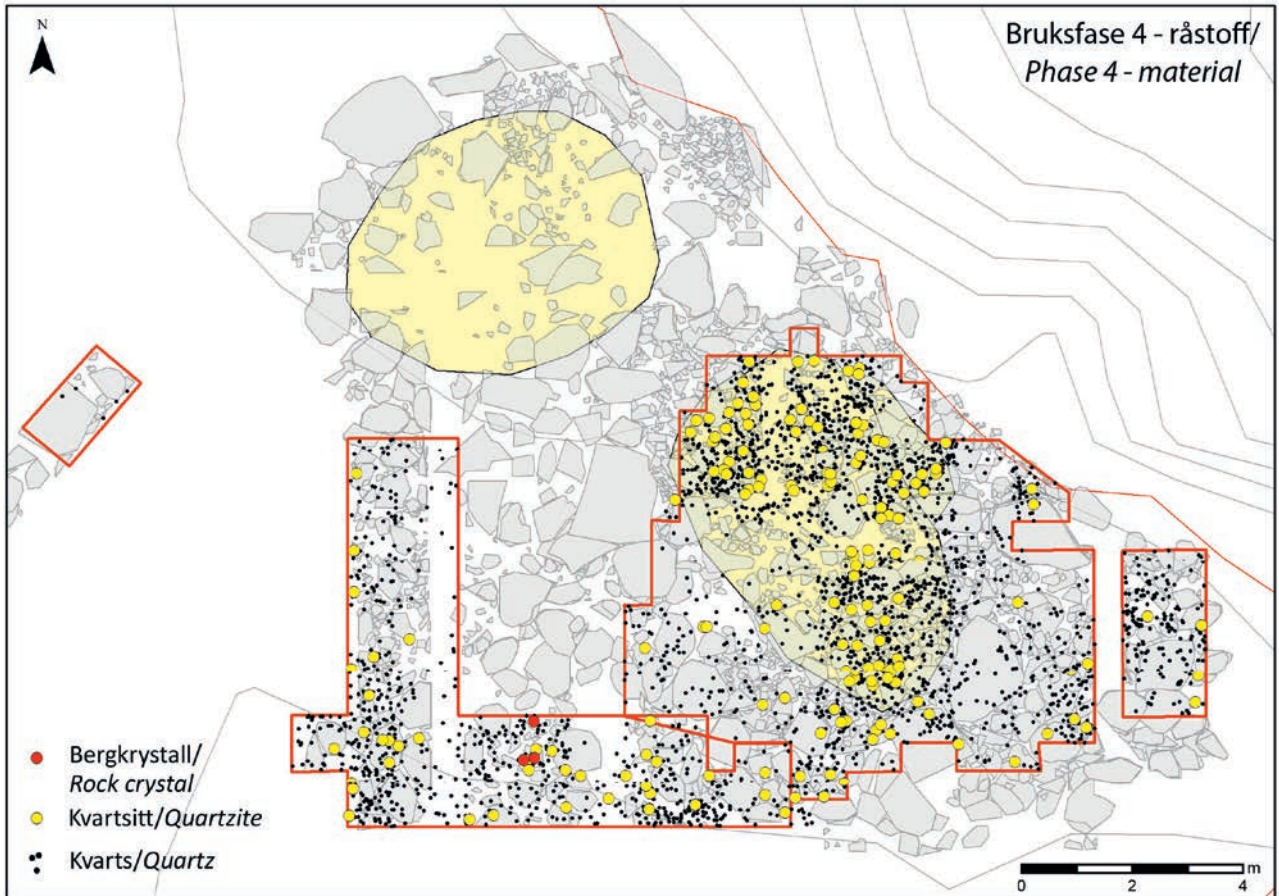 N
Bruksfase 4 - råstoff/
Phase 4 - material
Bergkrystall/
Rock crystal
Kvartsitt/Quartzite
Kvarts/Quartz
m
0 2 4